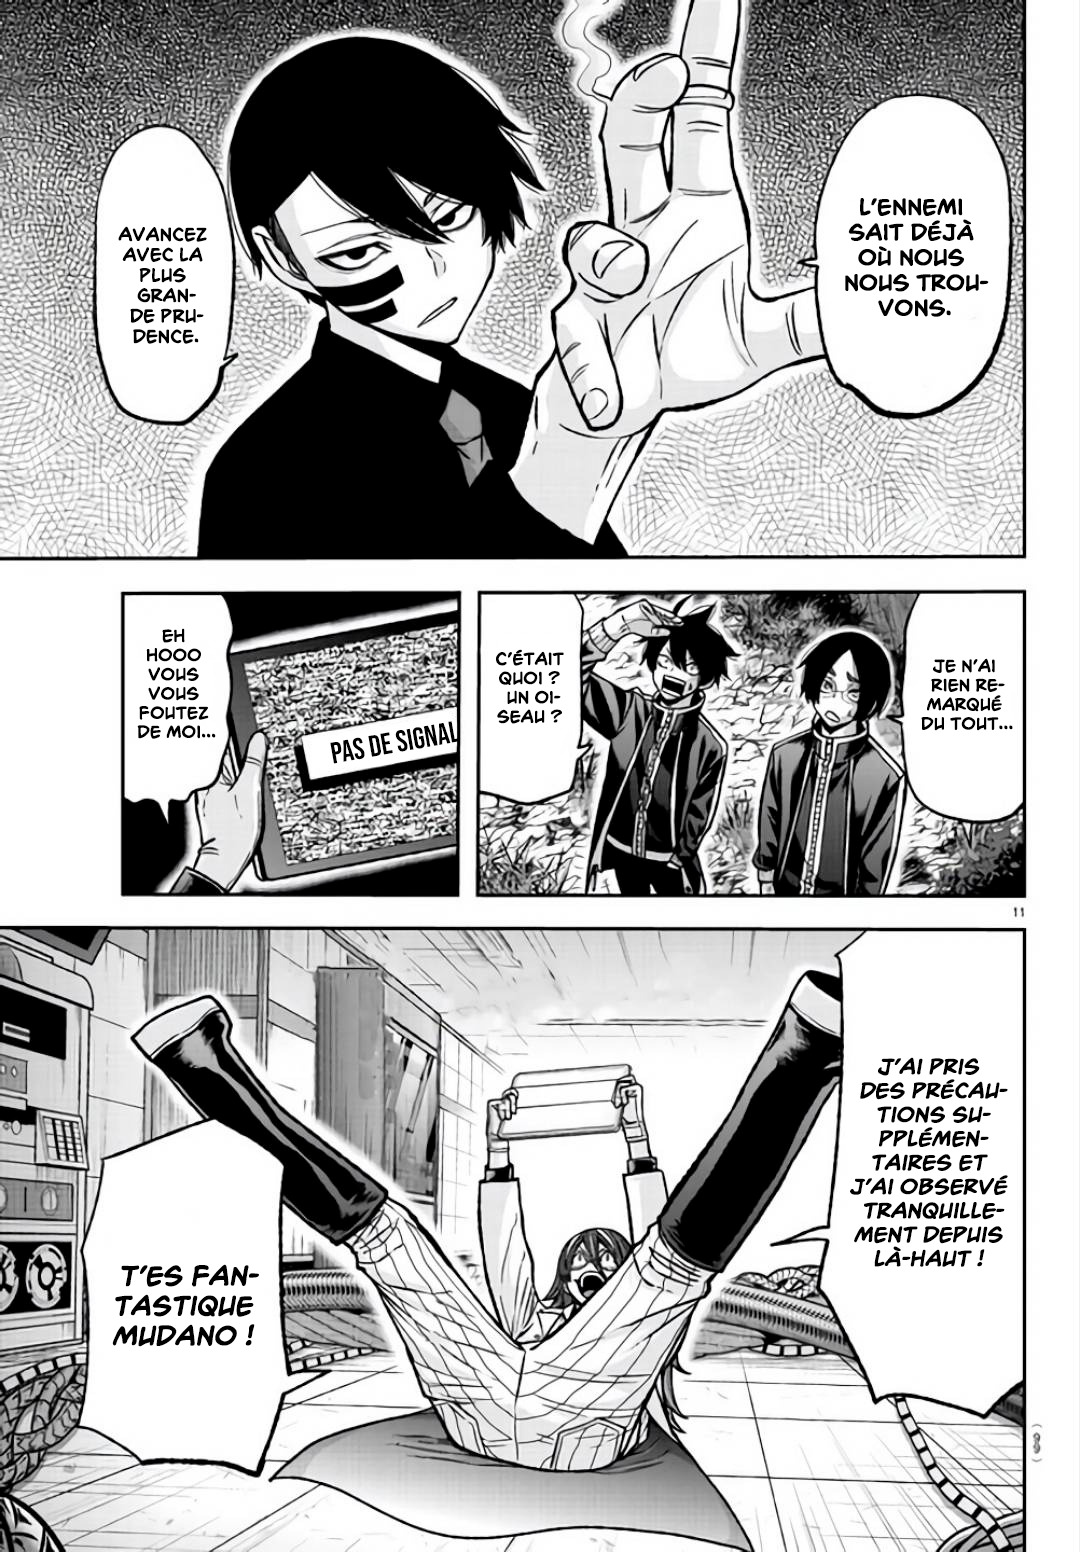 L'ENNEMI
SAIT DÉJÀ
OÙ NOUS
NOUS TROU-
VONS.
AVANCEZ
AVEC LA
PLUS
GRAN-
DE PRU-
DENCE.
JE N'AI
RIEN RE-
MARQUÉ
DU TOUT...
C'ÉTAIT
QUOI ?
UN OI-
SEAU ?
EH
HOOO
VOUS
VOUS
FOUTEZ
DE MOI...
PAS DE SIGNAL
11
J'AI PRIS
DES PRÉCAU-
TIONS SU-
PPLÉMEN-
TAIRES ET
J'AI OBSERVÉ
TRANQUILLE-
MENT DEPUIS
LÀ-HAUT !
T'ES FAN-
TASTIQUE
MUDANO !